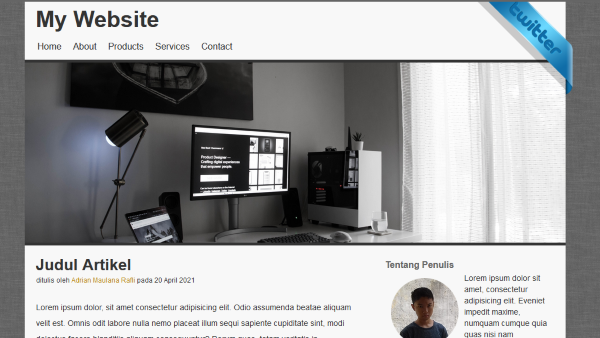 My Website
twitter
Home About Products Services Contact
Product Designer —
Crafting digital experiences
that empower people.
Judul Artikel
ditulis oleh Adrian Maulana Rafli pada 20 April 2021
Lorem ipsum dolor, sit amet consectetur adipisicing elit. Odio assumenda beatae aliquam
velit est. Omnis odit labore nulla nemo placeat illum sequi sapiente cupiditate sint, modi
Tentang Penulis
Lorem ipsum dolor sit
amet, consectetur
adipisicing elit. Eveniet
impedit maxime,
numquam cumque quia
quas nisi nam